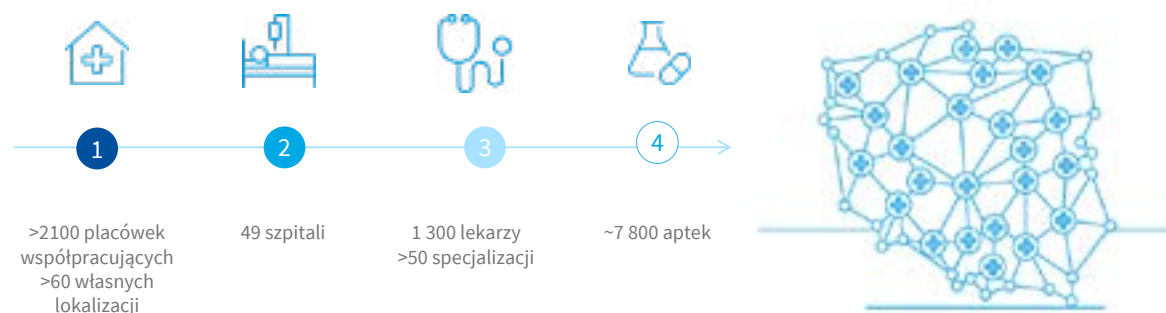 1
2
3
4
>2100 placówek
współpracujących
>60 własnych
lokalizacji
49 szpitali
1 300 lekarzy
>50 specjalizacji
~7 800 aptek